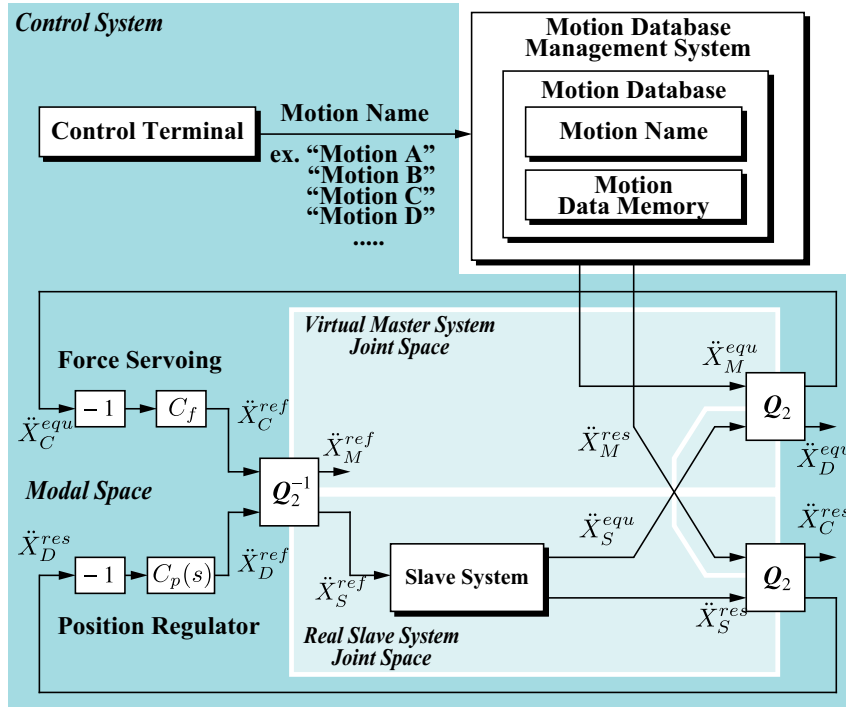 Control System
Motion Database
Management System
Motion Database
Motion Name
Motion
Data Memory
Control Terminal
Motion Name
ex. “Motion A”
“Motion B”
“Motion C”
“Motion D”
.....
Virtual Master System
Joint Space
Force Servoing
Ẍ_M^{equ}
− 1
C_f
Q_2
Ẍ_C^{equ}
Ẍ_C^{ref}
Ẍ_M^{ref}
Ẍ_M^{res}
Ẍ_D^{equ}
Modal Space
Q_2^{-1}
Ẍ_D^{res}
Ẍ_D^{ref}
Ẍ_S^{equ}
Ẍ_C^{res}
− 1
C_p(s)
Ẍ_S^{ref}
Slave System
Q_2
Ẍ_S^{res}
Position Regulator
Real Slave System
Joint Space